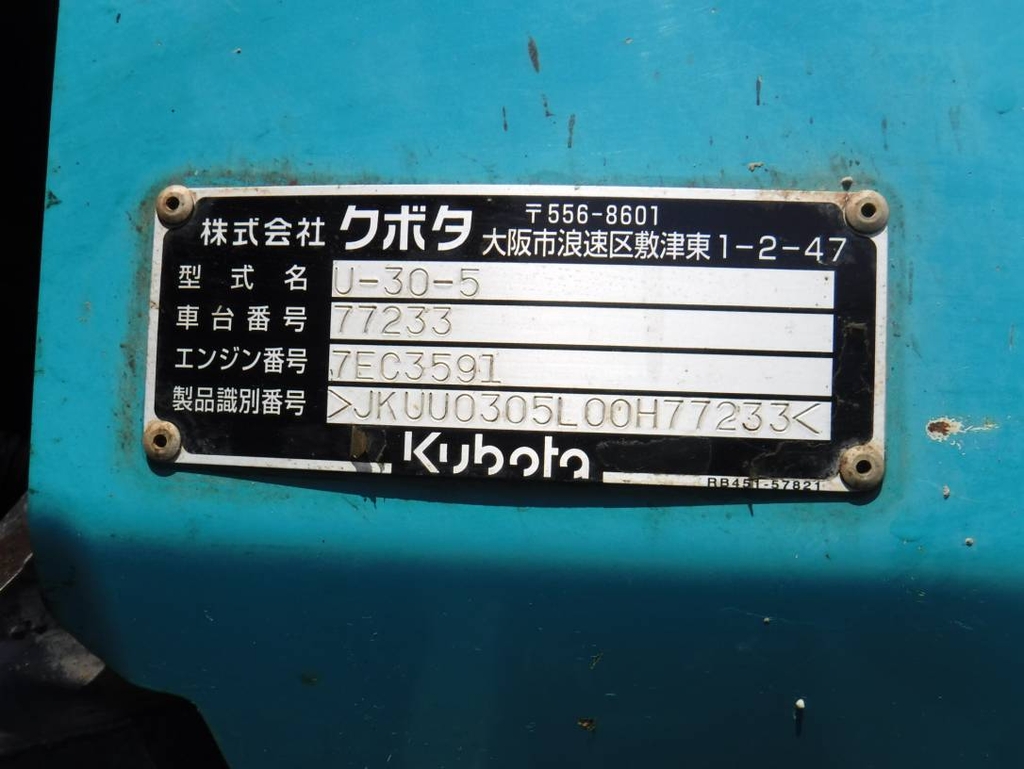 株式会社 クボタ 〒556-8601
大阪市浪速区敷津東1-2-47
型式名 U-30-5
車台番号 77233
エンジン番号 7EC3591
製品識別番号 >JKUU0305L00H77233<
Kubota
RB451-57821